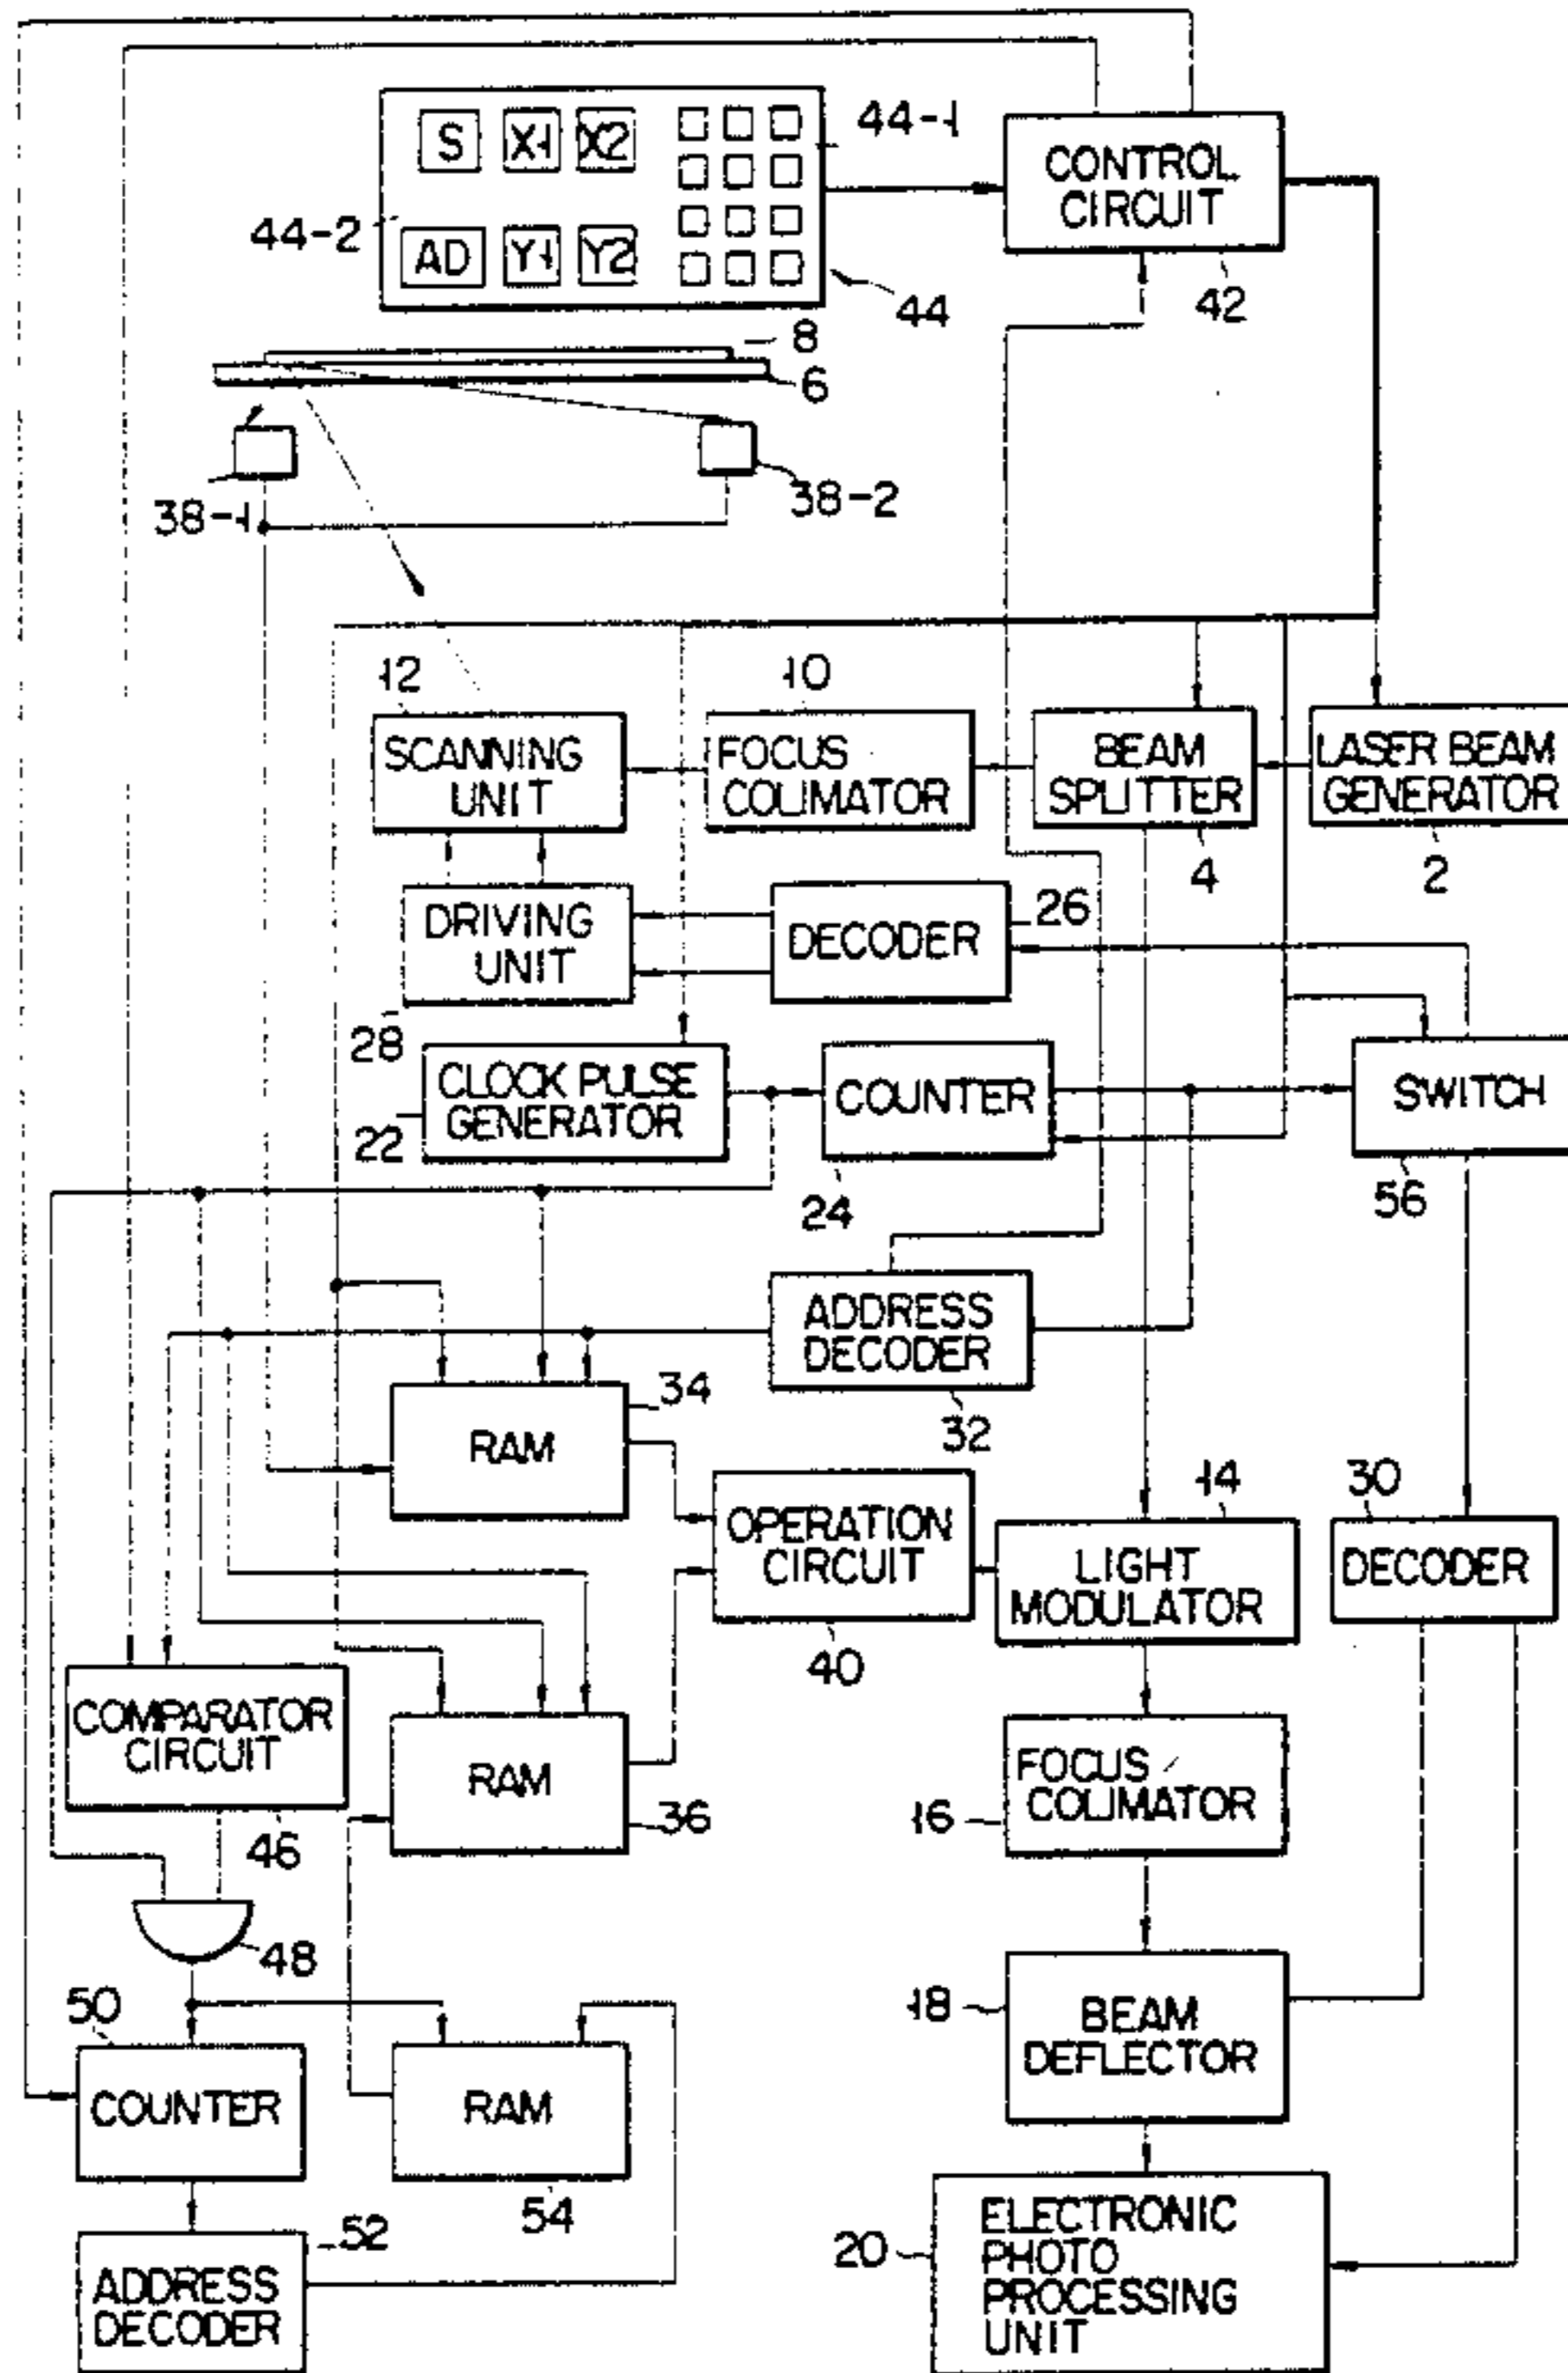 S X1 X2
44-1
CONTROL
CIRCUIT
44-2
AD Y1 Y2
44
42
8
6
38-1
38-2
12
10
SCANNING
UNIT
FOCUS
COLIMATOR
BEAM
SPLITTER
LASER BEAM
GENERATOR
4
2
DRIVING
UNIT
DECODER
26
28
CLOCK PULSE
GENERATOR
COUNTER
SWITCH
22
24
56
ADDRESS
DECODER
34
32
RAM
14
30
OPERATION
CIRCUIT
LIGHT
MODULATOR
DECODER
40
COMPARATOR
CIRCUIT
RAM
FOCUS
COLIMATOR
36
16
46
48
50
18
BEAM
DEFLECTOR
COUNTER
RAM
54
52
ADDRESS
DECODER
20
ELECTRONIC
PHOTO
PROCESSING
UNIT